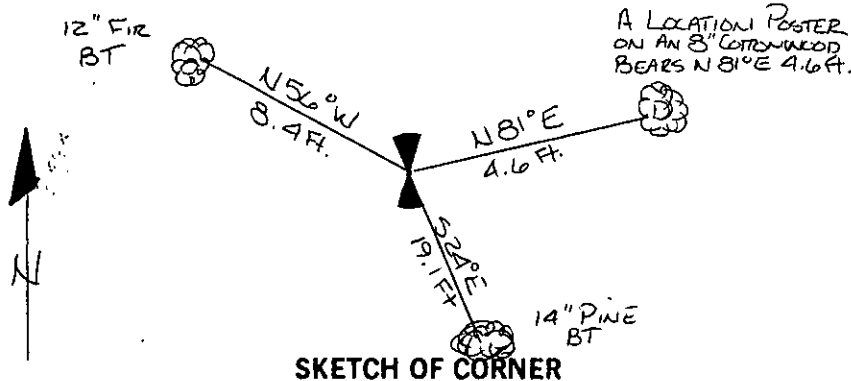 12" FIR
BT
A LOCATION POSTER
ON AN 8" COTTONWOOD
BEARS N 81°E 4.6 FT.
N56°W
8.4 Ft.
N81°E
4.6 Ft.
S24°E
19.1 Ft
N
14" PINE
BT
SKETCH OF CORNER